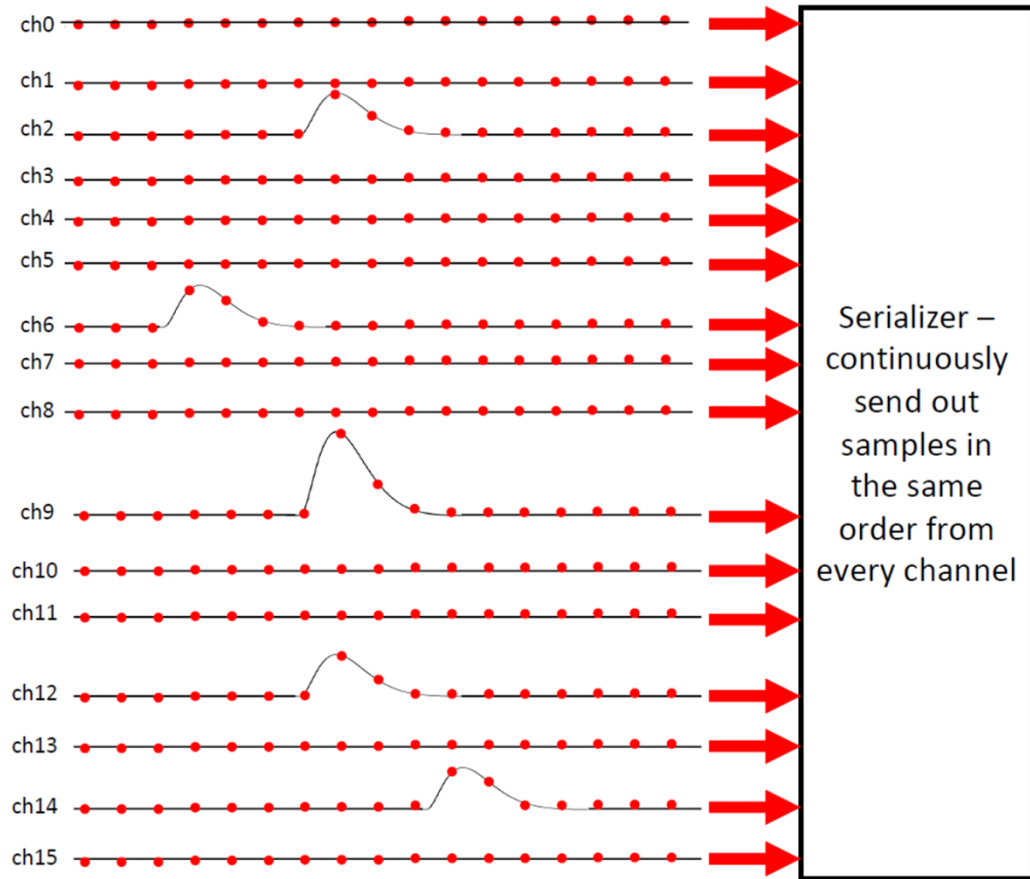 ch0
ch1
ch2
ch3
ch4
ch5
ch6
ch7
ch8
ch9
ch10
ch11
ch12
ch13
ch14
ch15
Serializer –
continuously
send out
samples in
the same
order from
every channel